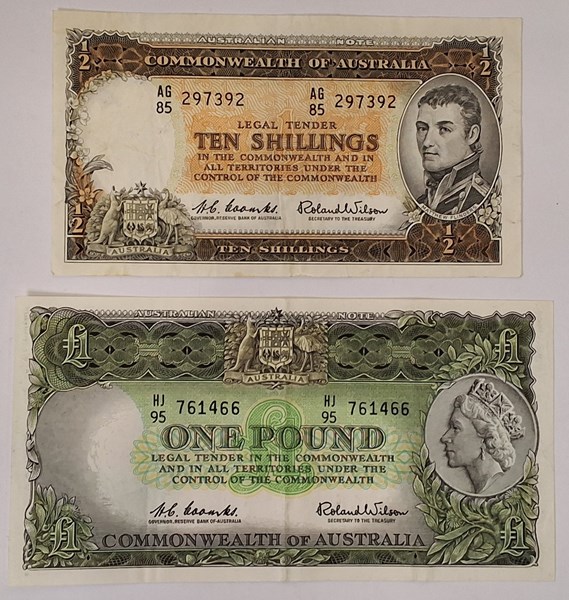 AUSTRALIAN NOTE
1/2 COMMONWEALTH OF AUSTRALIA 1/2
AG 85 297392 AG 85 297392
LEGAL TENDER
TEN SHILLINGS
IN THE COMMONWEALTH AND IN
ALL TERRITORIES UNDER THE
CONTROL OF THE COMMONWEALTH
H.C. Coombs. Roland Wilson
GOVERNOR, RESERVE BANK OF AUSTRALIA SECRETARY TO THE TREASURY
MATTHEW FLINDERS
1/2 AUSTRALIA TEN SHILLINGS 1/2
AUSTRALIAN NOTE
£1 £1
AUSTRALIA
HJ 95 761466 HJ 95 761466
ONE POUND
LEGAL TENDER IN THE COMMONWEALTH
AND IN ALL TERRITORIES UNDER THE
CONTROL OF THE COMMONWEALTH
H.C. Coombs. Roland Wilson
GOVERNOR, RESERVE BANK OF AUSTRALIA SECRETARY TO THE TREASURY
£1 £1
COMMONWEALTH OF AUSTRALIA